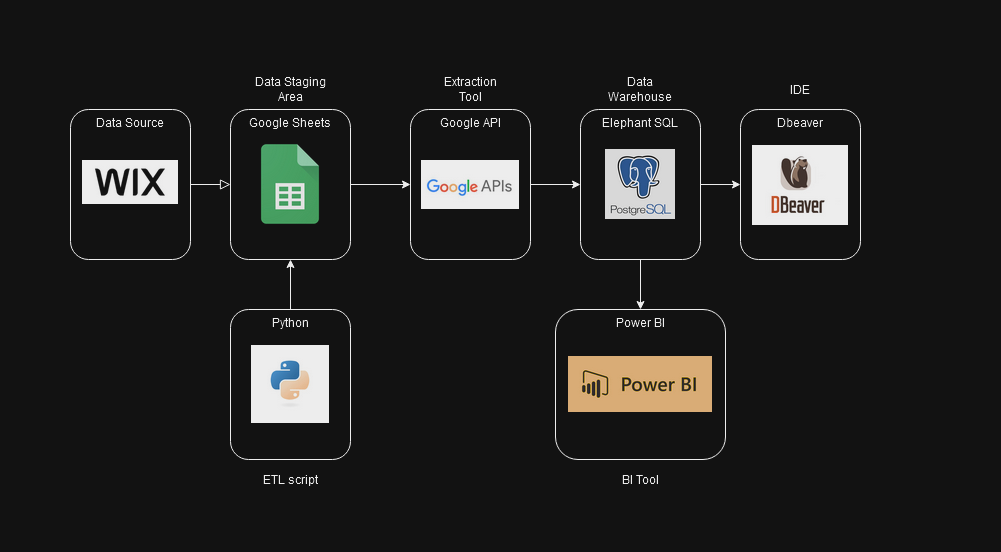 Data Staging
Area
Extraction
Tool
Data
Warehouse
IDE
Data Source
Google Sheets
Google API
Elephant SQL
Dbeaver
WIX
Google APIs
PostgreSQL
DBeaver
Python
Power BI
Power BI
ETL script
BI Tool